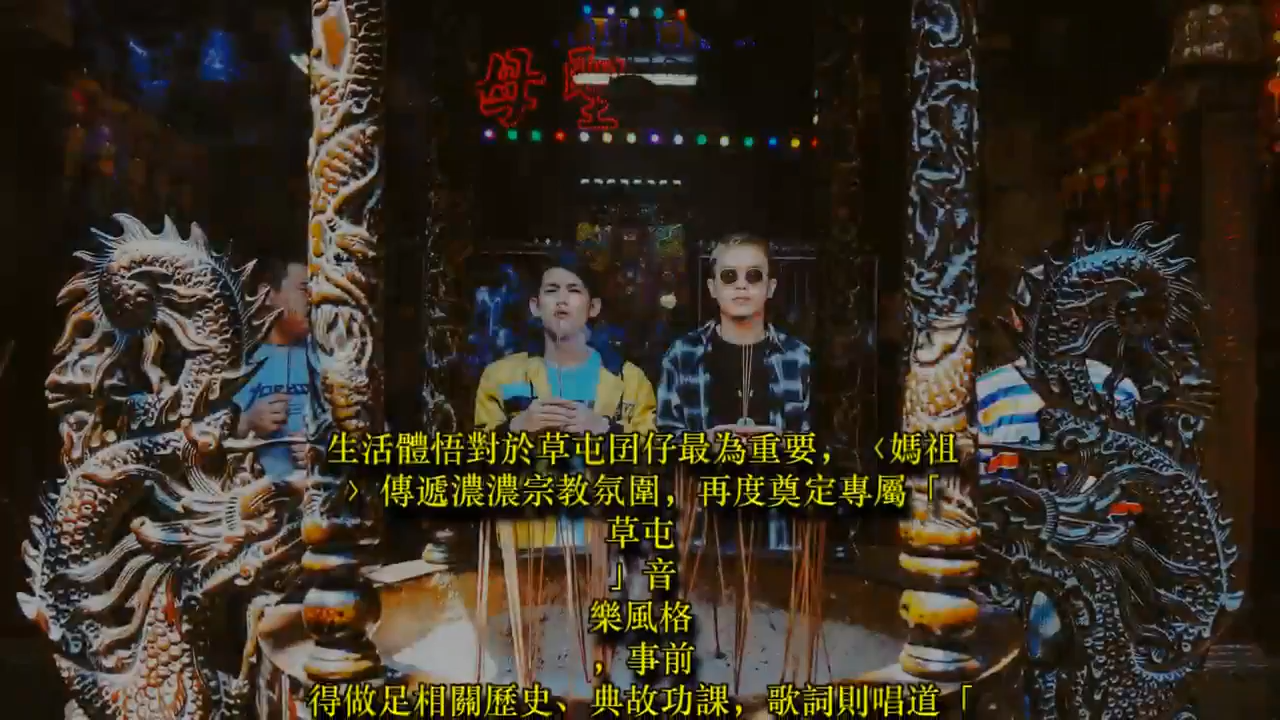 聖母
生活體悟對於草屯囝仔最為重要，〈媽祖
〉傳遞濃濃宗教氛圍，再度奠定專屬「
草屯
」音
樂風格
，事前
得做足相關歷史、典故功課，歌詞則唱道「